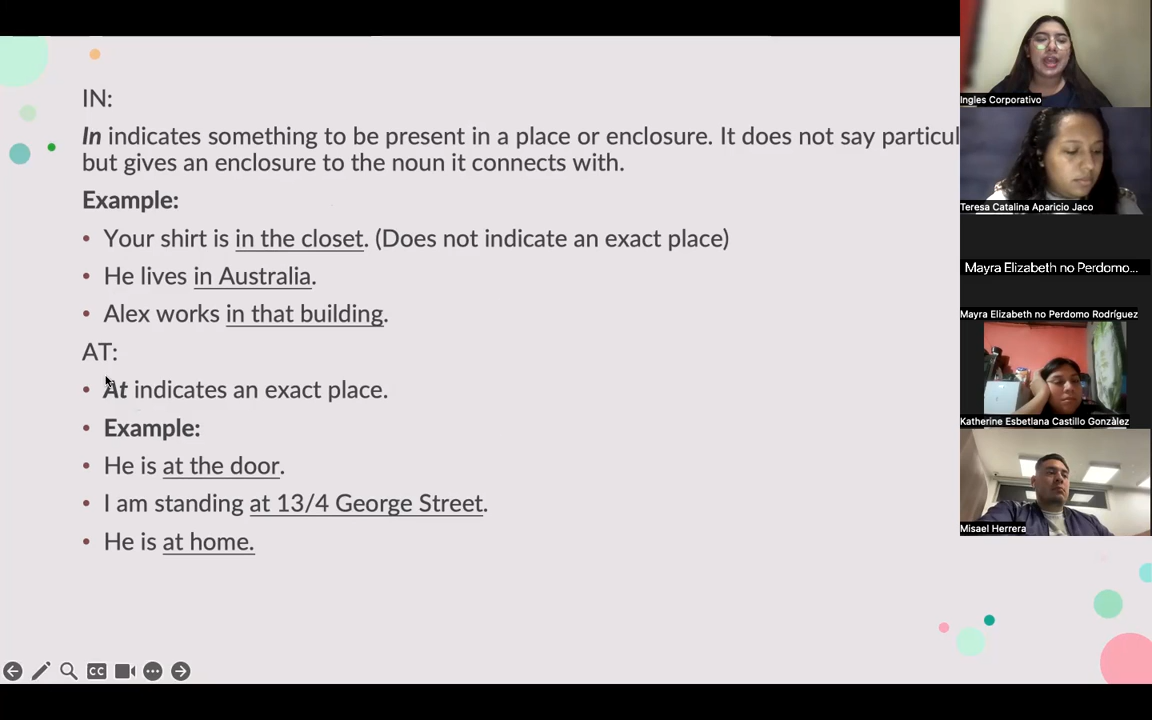 IN:
In indicates something to be present in a place or enclosure. It does not say particul
but gives an enclosure to the noun it connects with.
Example:
• Your shirt is in the closet. (Does not indicate an exact place)
• He lives in Australia.
• Alex works in that building.
AT:
• At indicates an exact place.
• Example:
• He is at the door.
• I am standing at 13/4 George Street.
• He is at home.
CC
Ingles Corporativo
Teresa Catalina Aparicio Jaco
Mayra Elizabeth no Perdomo...
Mayra Elizabeth no Perdomo Rodríguez
Katherine Esbetlana Castillo Gonzàlez
Misael Herrera